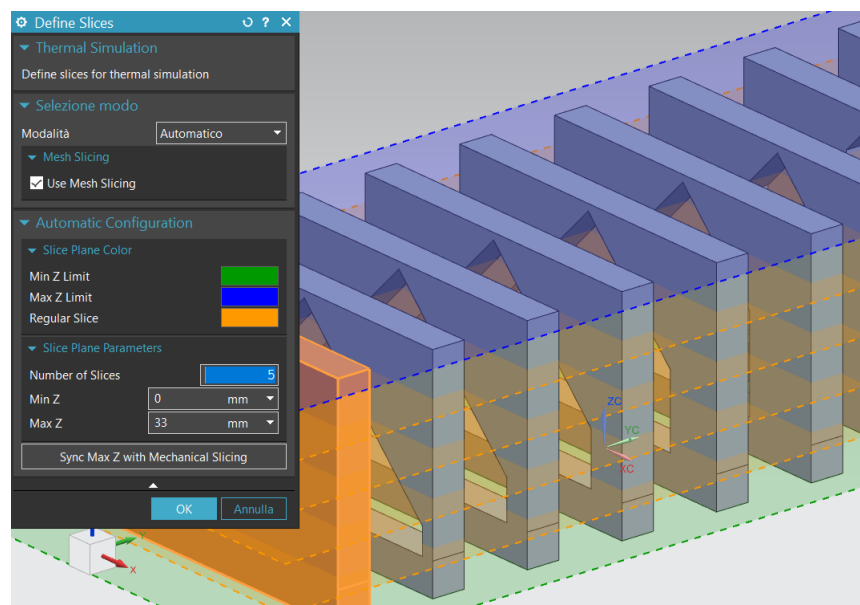 Define Slices
Thermal Simulation
Define slices for thermal simulation
Selezione modo
Modalità Automatico
Mesh Slicing
Use Mesh Slicing
Automatic Configuration
Slice Plane Color
Min Z Limit
Max Z Limit
Regular Slice
Slice Plane Parameters
Number of Slices 5
Min Z 0 mm
Max Z 33 mm
Sync Max Z with Mechanical Slicing
OK Annulla
ZC
YC
XC
Y
X